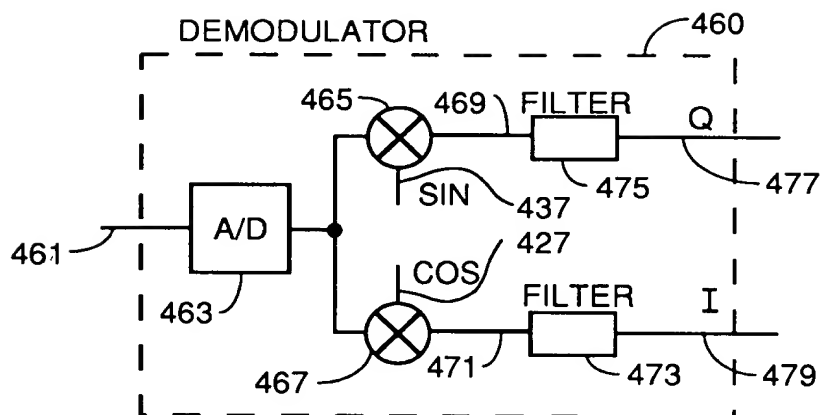 DEMODULATOR
460
465
469
FILTER
Q
SIN
437
475
477
461
A/D
463
COS
427
FILTER
I
467
471
473
479